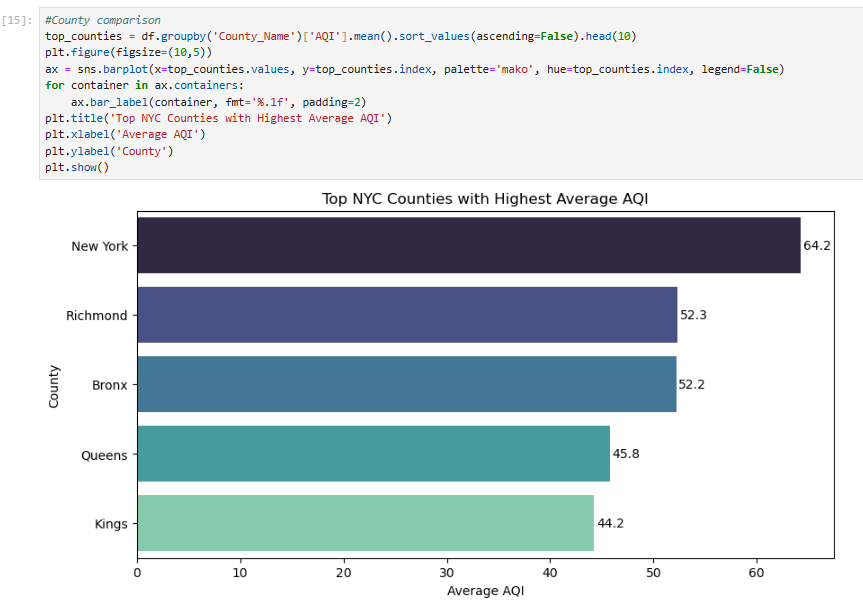 [15]:
#County comparison
top_counties = df.groupby('County_Name')['AQI'].mean().sort_values(ascending=False).head(10)
plt.figure(figsize=(10,5))
ax = sns.barplot(x=top_counties.values, y=top_counties.index, palette='mako', hue=top_counties.index, legend=False)
for container in ax.containers:
    ax.bar_label(container, fmt='%.1f', padding=2)
plt.title('Top NYC Counties with Highest Average AQI')
plt.xlabel('Average AQI')
plt.ylabel('County')
plt.show()
Top NYC Counties with Highest Average AQI
New York 64.2
Richmond 52.3
Bronx 52.2
Queens 45.8
Kings 44.2
County
0 10 20 30 40 50 60
Average AQI